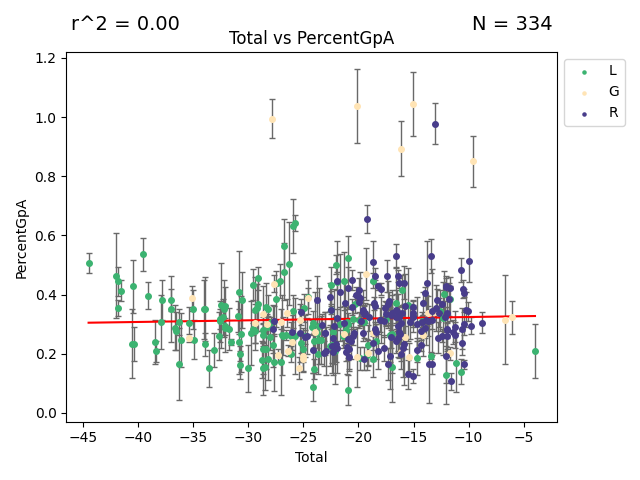 r^2 = 0.00
N = 334
Total vs PercentGpA
1.2
1.0
0.8
0.6
0.4
0.2
0.0
PercentGpA
−45
−40
−35
−30
−25
−20
−15
−10
−5
Total
L
G
R